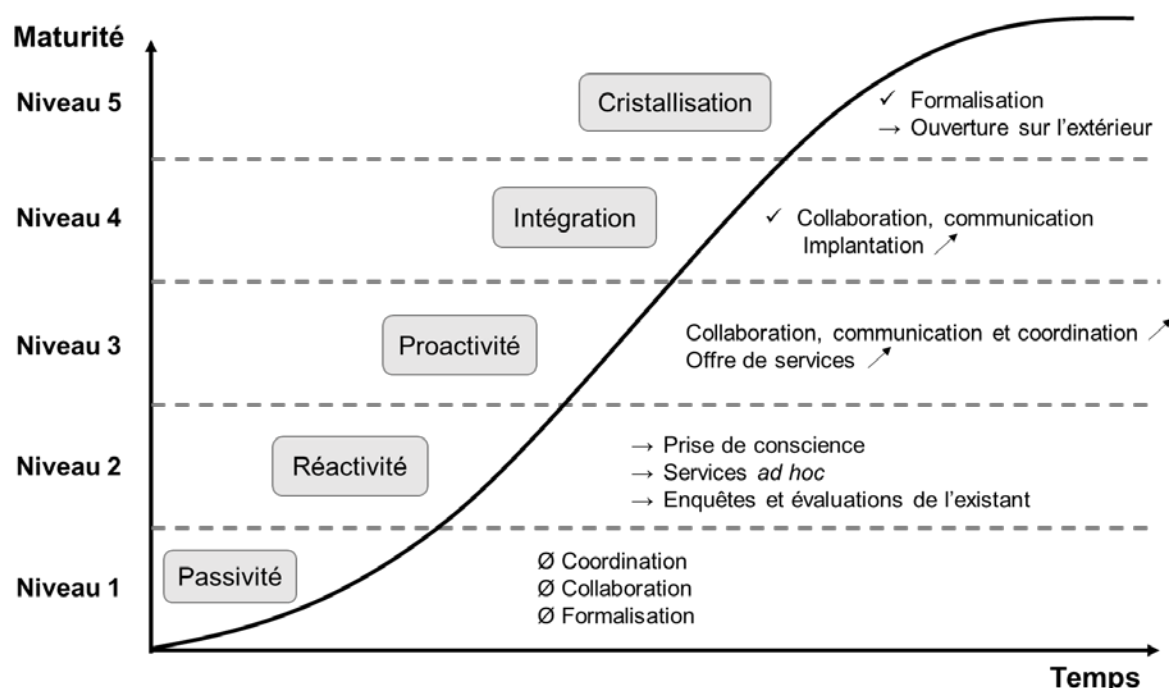 Maturité
Niveau 5
Cristallisation
✓ Formalisation
→ Ouverture sur l'extérieur
Niveau 4
Intégration
✓ Collaboration, communication
Implantation ↗
Niveau 3
Proactivité
Collaboration, communication et coordination ↗
Offre de services ↗
Niveau 2
Réactivité
→ Prise de conscience
→ Services ad hoc
→ Enquêtes et évaluations de l'existant
Niveau 1
Passivité
Ø Coordination
Ø Collaboration
Ø Formalisation
Temps